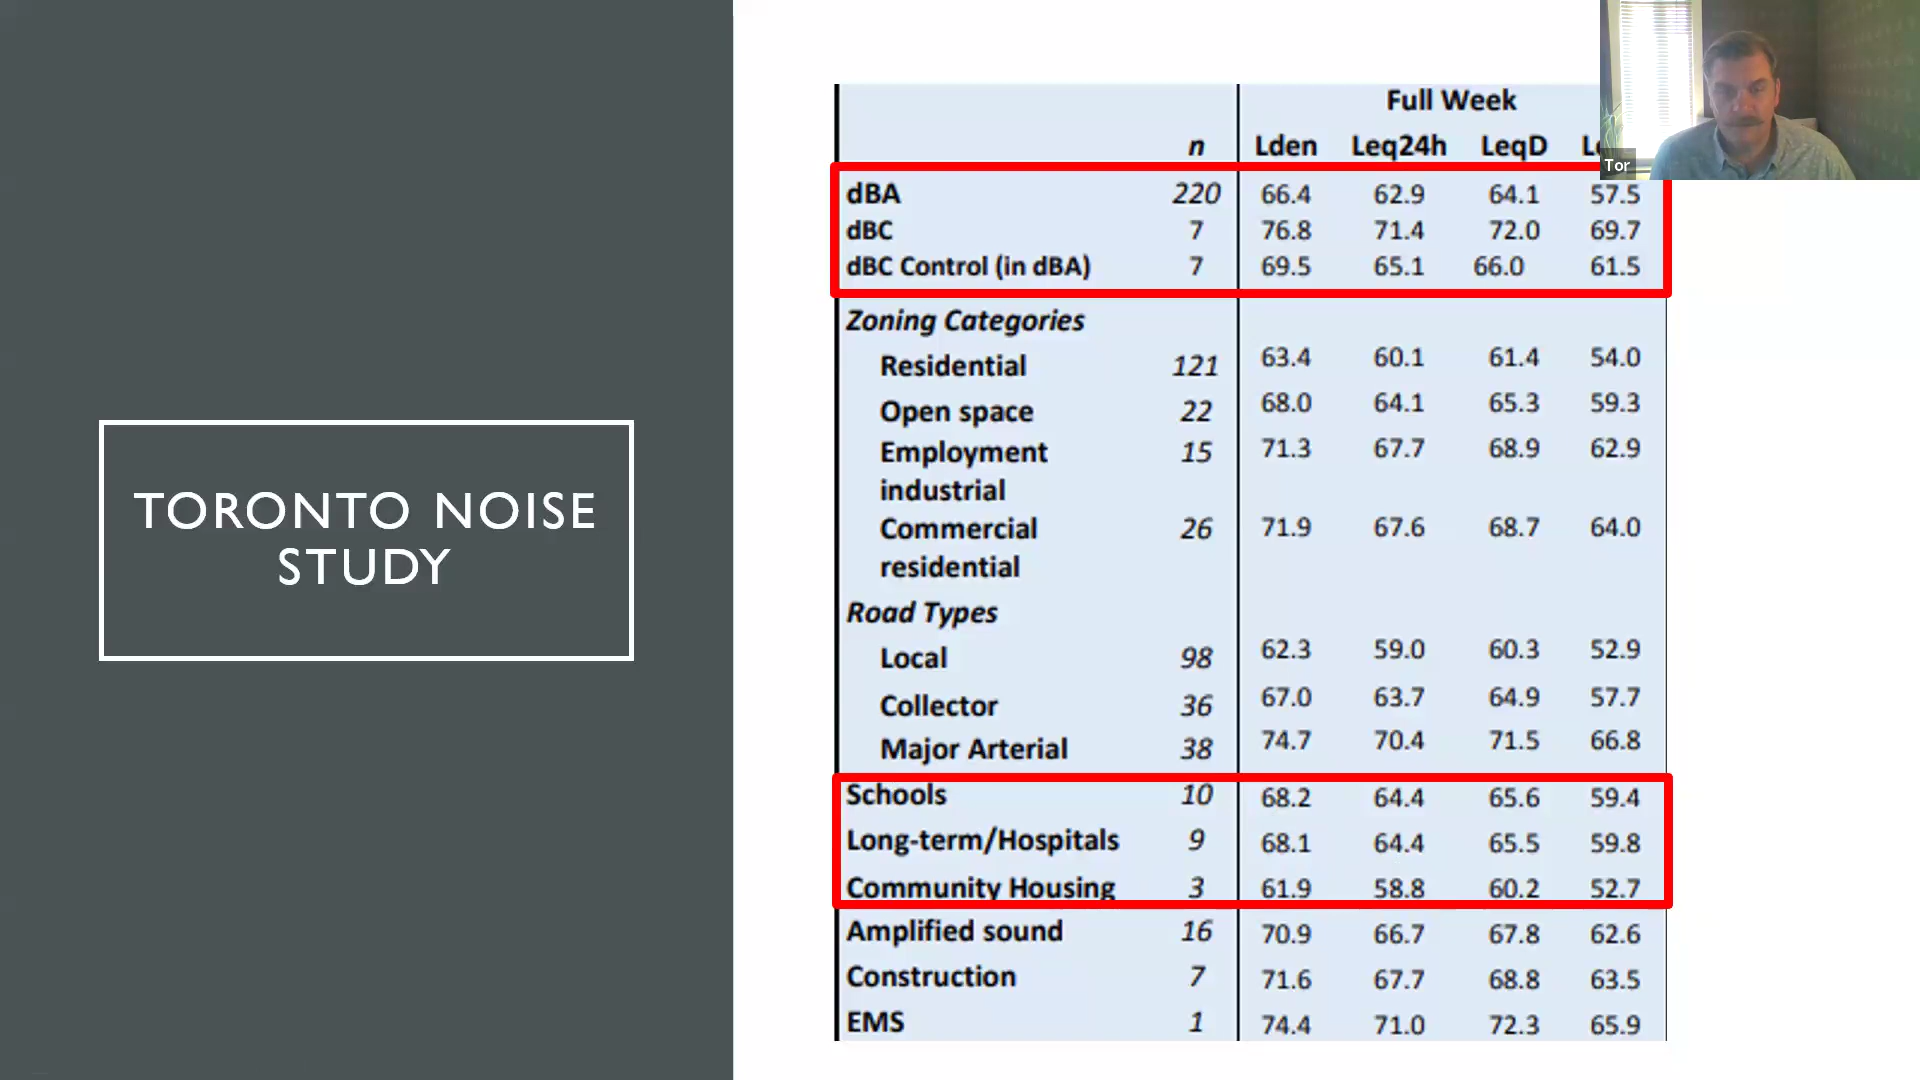 TORONTO NOISE
STUDY
Full Week
n Lden Leq24h LeqD
dBA 220 66.4 62.9 64.1 57.5
dBC 7 76.8 71.4 72.0 69.7
dBC Control (in dBA) 7 69.5 65.1 66.0 61.5
Zoning Categories
Residential 121 63.4 60.1 61.4 54.0
Open space 22 68.0 64.1 65.3 59.3
Employment 15 71.3 67.7 68.9 62.9
industrial
Commercial 26 71.9 67.6 68.7 64.0
residential
Road Types
Local 98 62.3 59.0 60.3 52.9
Collector 36 67.0 63.7 64.9 57.7
Major Arterial 38 74.7 70.4 71.5 66.8
Schools 10 68.2 64.4 65.6 59.4
Long-term/Hospitals 9 68.1 64.4 65.5 59.8
Community Housing 3 61.9 58.8 60.2 52.7
Amplified sound 16 70.9 66.7 67.8 62.6
Construction 7 71.6 67.7 68.8 63.5
EMS 1 74.4 71.0 72.3 65.9
Tor